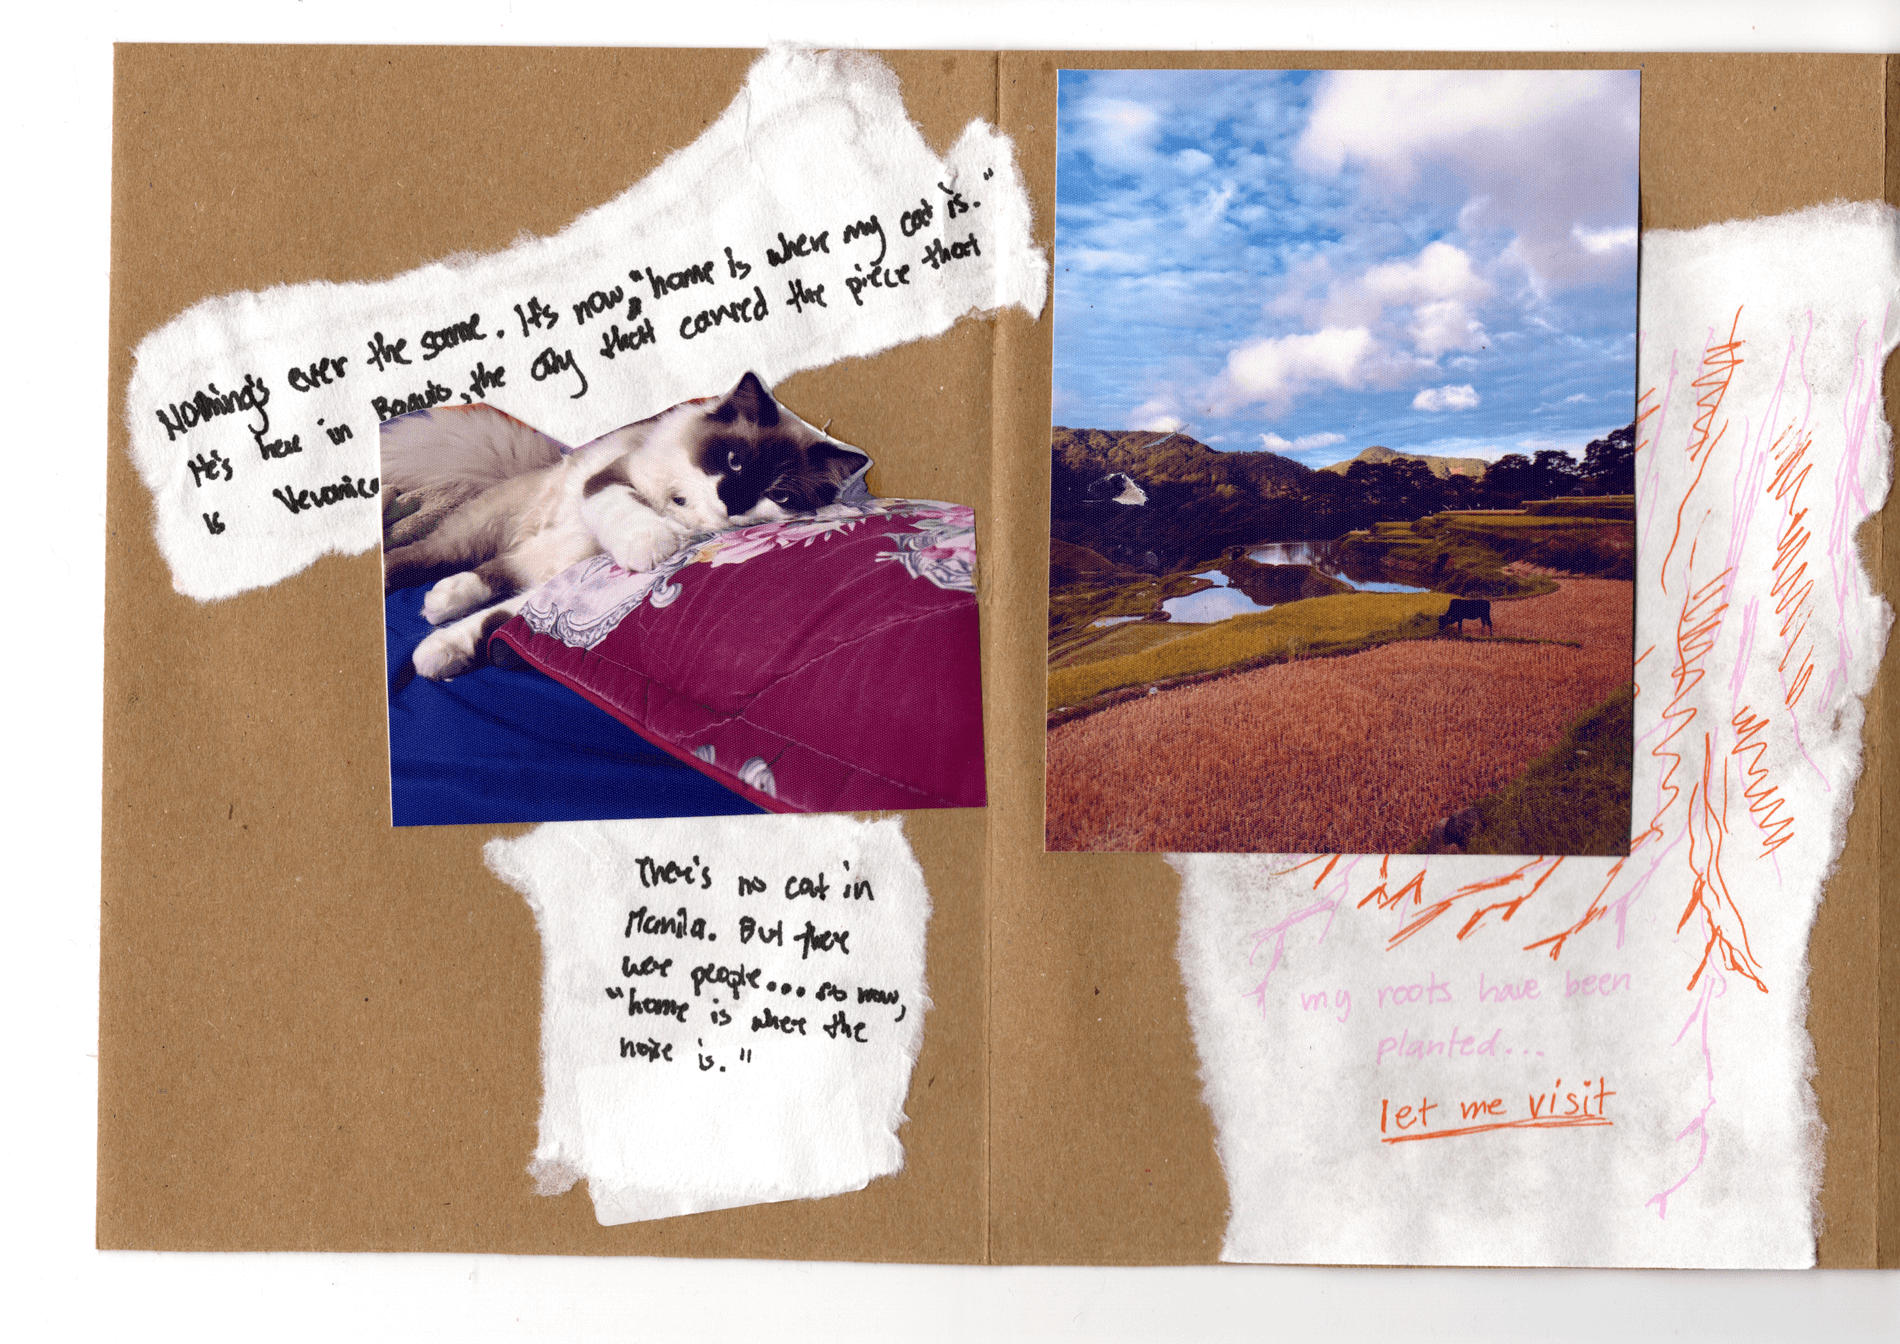 Nothing's ever the same. It's now, "home is where my cat is."
He's here in Baguio, the city that carved the piece that
is Veronica
There's no cat in
Manila. But there
were people... so now,
"home is where the
noise is."
my roots have been
planted...
let me visit